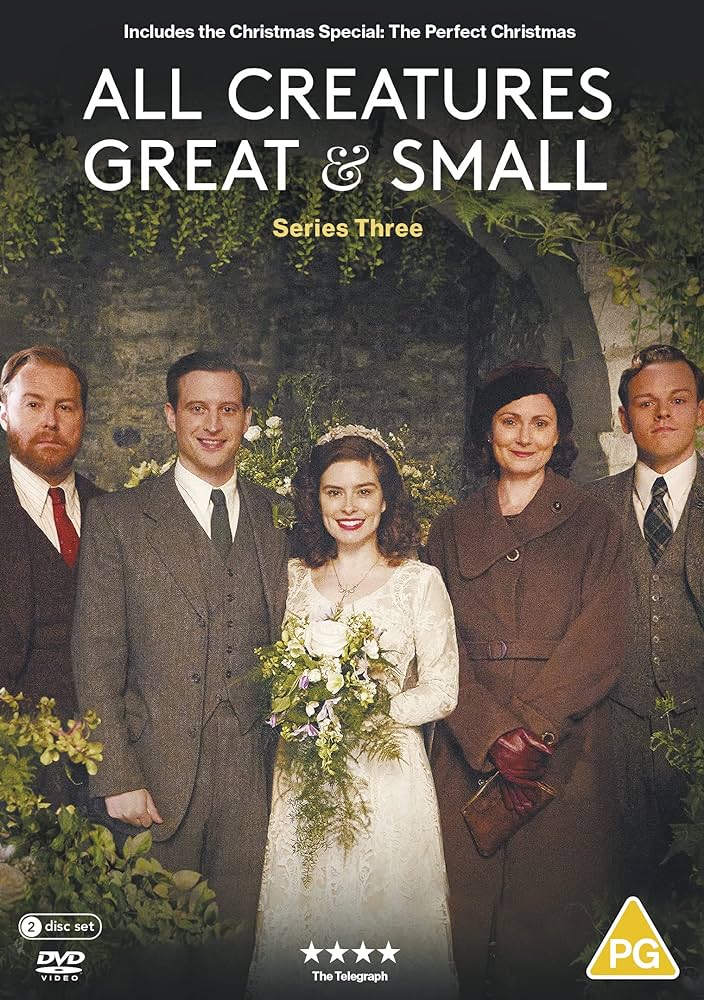 Includes the Christmas Special: The Perfect Christmas
ALL CREATURES
GREAT & SMALL
Series Three
2 disc set
DVD
VIDEO
The Telegraph
PG